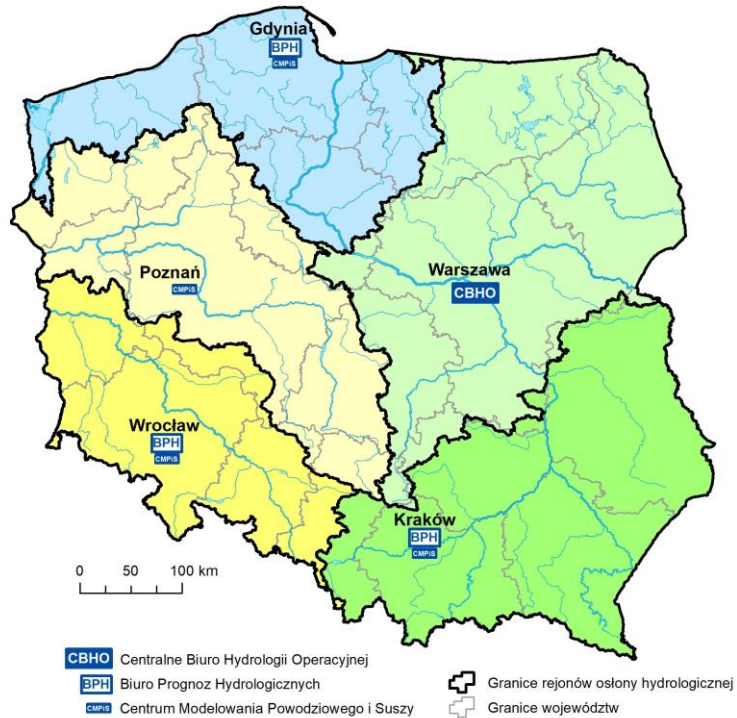 Gdynia
BPH
CMPiS
Warszawa
CBHO
Poznań
CMPiS
Wrocław
BPH
CMPiS
Kraków
BPH
CMPiS
0 50 100 km
CBHO Centralne Biuro Hydrologii Operacyjnej
BPH Biuro Prognoz Hydrologicznych
CMPiS Centrum Modelowania Powodziowego i Suszy
Granice rejonów osłony hydrologicznej
Granice województw